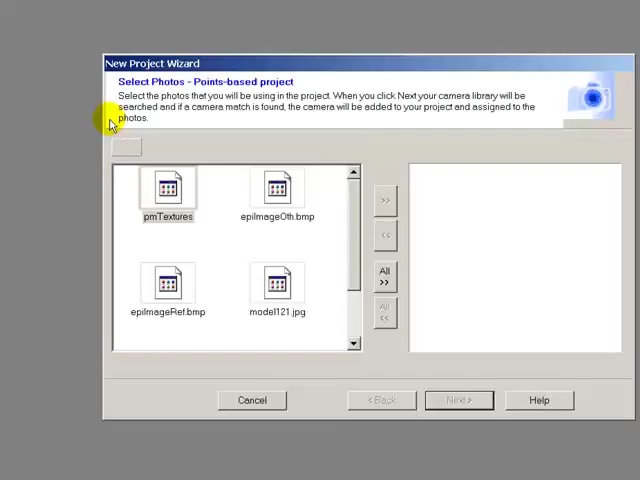 New Project Wizard
Select Photos - Points-based project
Select the photos that you will be using in the project. When you click Next your camera library will be
searched and if a camera match is found, the camera will be added to your project and assigned to the
photos.
pmTextures
epiImageOth.bmp
>>
<<
All
>>
epiImageRef.bmp
model121.jpg
All
<<
Cancel
< Back
Next >
Help